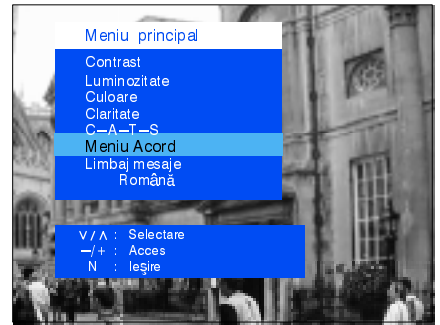 Meniu principal
Contrast
Luminozitate
Culoare
Claritate
C–A–T–S
Meniu Acord
Limbaj mesaje
Română
∨/∧ : Selectare
–/+ : Acces
N : Ieşire